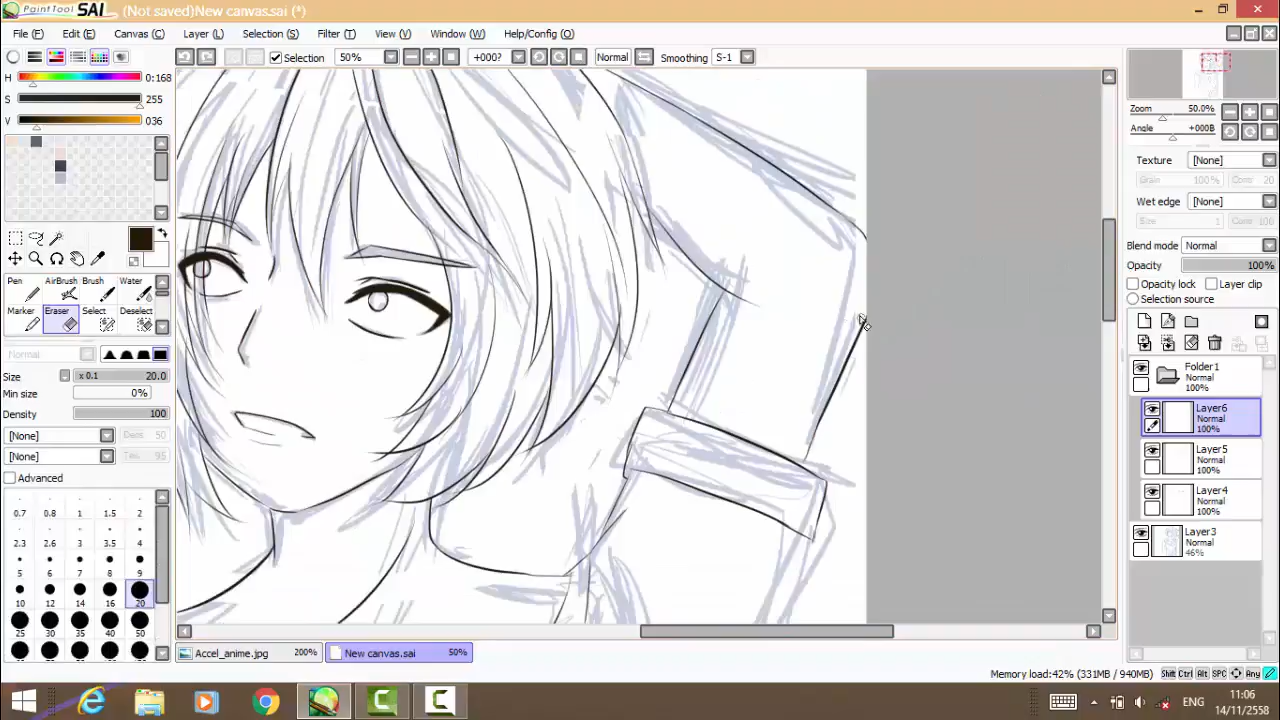 PaintTool SAI (Not saved)New canvas.sai (*)
File (F) Edit (E) Canvas (C) Layer (L) Selection (S) Filter (T) View (V) Window (W) Help/Config (O)
Selection 50% +000? Normal Smoothing S-1
H 0:168
S 255
V 036
Zoom 50.0%
Angle +000B
Texture [None]
Grain 100% Contr 20
Wet edge [None]
Size 1 Conc 100
Blend mode Normal
Opacity 100%
Opacity lock Layer clip
Selection source
Pen AirBrush Brush Water
Marker Eraser Select Deselect
Normal
Size x 0.1 20.0
Min size 0%
Density 100
[None] Dens 50
[None] Tex 95
Advanced
0.7 0.8 1 1.5 2
2.3 2.6 3 3.5 4
5 6 7 8 9
10 12 14 16 20
25 30 35 40 50
Folder1
Normal
100%
Layer6
Normal
100%
Layer5
Normal
100%
Layer4
Normal
100%
Layer3
Normal
46%
Accel_anime.jpg 200% New canvas.sai 50%
Memory load:42% (331MB / 940MB) Shift Ctrl Alt SPC Any
ENG
11:06
14/11/2558